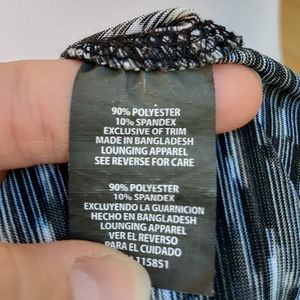 90% POLYESTER
10% SPANDEX
EXCLUSIVE OF TRIM
MADE IN BANGLADESH
LOUNGING APPAREL
SEE REVERSE FOR CARE
90% POLYESTER
10% SPANDEX
EXCLUYENDO LA GUARNICION
HECHO EN BANGLADESH
LOUNGING APPAREL
VER EL REVERSO
PARA EL CUIDADO
115851